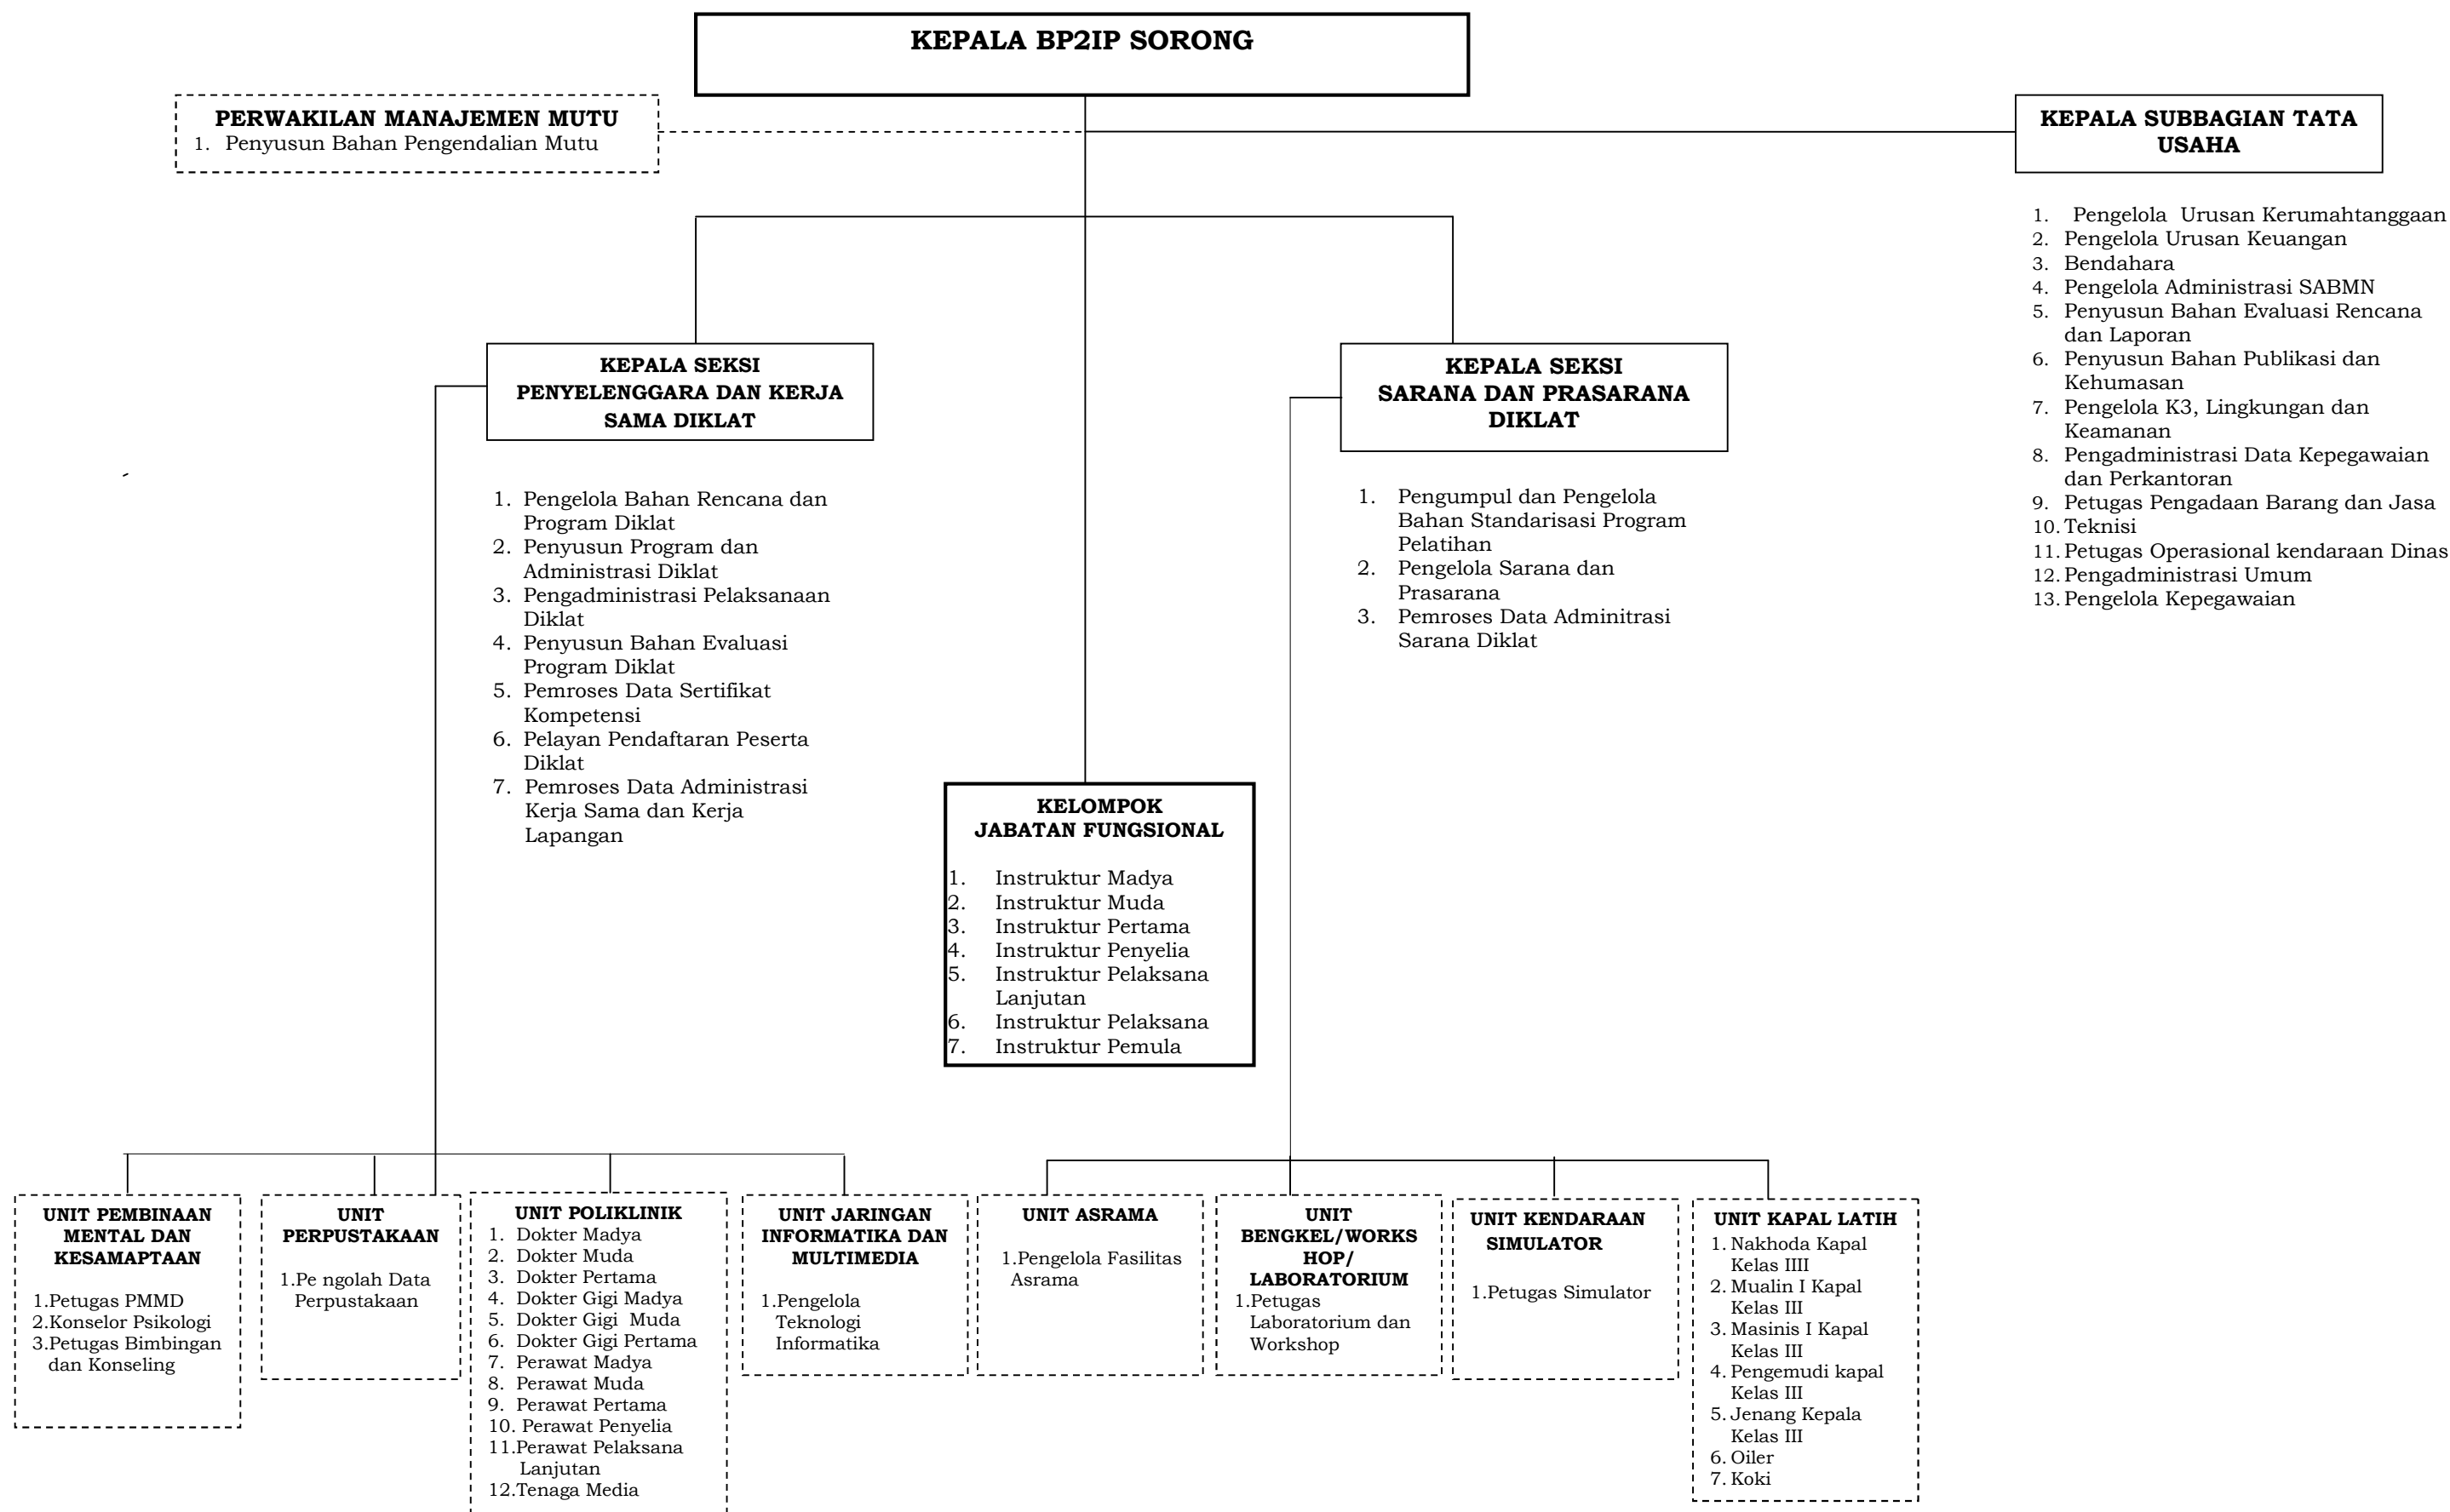 KEPALA BP2IP SORONG
PERWAKILAN MANAJEMEN MUTU
1. Penyusun Bahan Pengendalian Mutu
KEPALA SUBBAGIAN TATA
USAHA
1. Pengelola Urusan Kerumahtanggaan
2. Pengelola Urusan Keuangan
3. Bendahara
4. Pengelola Administrasi SABMN
5. Penyusun Bahan Evaluasi Rencana
dan Laporan
6. Penyusun Bahan Publikasi dan
Kehumasan
7. Pengelola K3, Lingkungan dan
Keamanan
8. Pengadministrasi Data Kepegawaian
dan Perkantoran
9. Petugas Pengadaan Barang dan Jasa
10. Teknisi
11. Petugas Operasional kendaraan Dinas
12. Pengadministrasi Umum
13. Pengelola Kepegawaian
KEPALA SEKSI
PENYELENGGARA DAN KERJA
SAMA DIKLAT
1. Pengelola Bahan Rencana dan
Program Diklat
2. Penyusun Program dan
Administrasi Diklat
3. Pengadministrasi Pelaksanaan
Diklat
4. Penyusun Bahan Evaluasi
Program Diklat
5. Pemroses Data Sertifikat
Kompetensi
6. Pelayan Pendaftaran Peserta
Diklat
7. Pemroses Data Administrasi
Kerja Sama dan Kerja
Lapangan
KEPALA SEKSI
SARANA DAN PRASARANA
DIKLAT
1. Pengumpul dan Pengelola
Bahan Standarisasi Program
Pelatihan
2. Pengelola Sarana dan
Prasarana
3. Pemroses Data Adminitrasi
Sarana Diklat
KELOMPOK
JABATAN FUNGSIONAL
1. Instruktur Madya
2. Instruktur Muda
3. Instruktur Pertama
4. Instruktur Penyelia
5. Instruktur Pelaksana
Lanjutan
6. Instruktur Pelaksana
7. Instruktur Pemula
UNIT PEMBINAAN
MENTAL DAN
KESAMAPTAAN
1.Petugas PMMD
2.Konselor Psikologi
3.Petugas Bimbingan
dan Konseling
UNIT
PERPUSTAKAAN
1.Pe ngolah Data
Perpustakaan
UNIT POLIKLINIK
1. Dokter Madya
2. Dokter Muda
3. Dokter Pertama
4. Dokter Gigi Madya
5. Dokter Gigi Muda
6. Dokter Gigi Pertama
7. Perawat Madya
8. Perawat Muda
9. Perawat Pertama
10. Perawat Penyelia
11.Perawat Pelaksana
Lanjutan
12.Tenaga Media
UNIT JARINGAN
INFORMATIKA DAN
MULTIMEDIA
1.Pengelola
Teknologi
Informatika
UNIT ASRAMA
1.Pengelola Fasilitas
Asrama
UNIT
BENGKEL/WORKS
HOP/
LABORATORIUM
1.Petugas
Laboratorium dan
Workshop
UNIT KENDARAAN
SIMULATOR
1.Petugas Simulator
UNIT KAPAL LATIH
1. Nakhoda Kapal
Kelas IIII
2. Mualin I Kapal
Kelas III
3. Masinis I Kapal
Kelas III
4. Pengemudi kapal
Kelas III
5. Jenang Kepala
Kelas III
6. Oiler
7. Koki